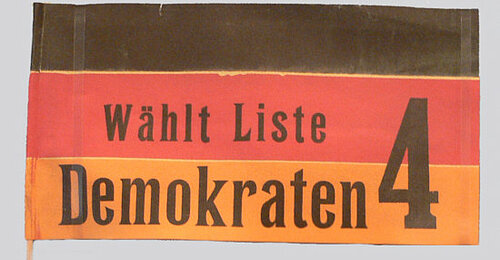 Wählt Liste
Demokraten 4